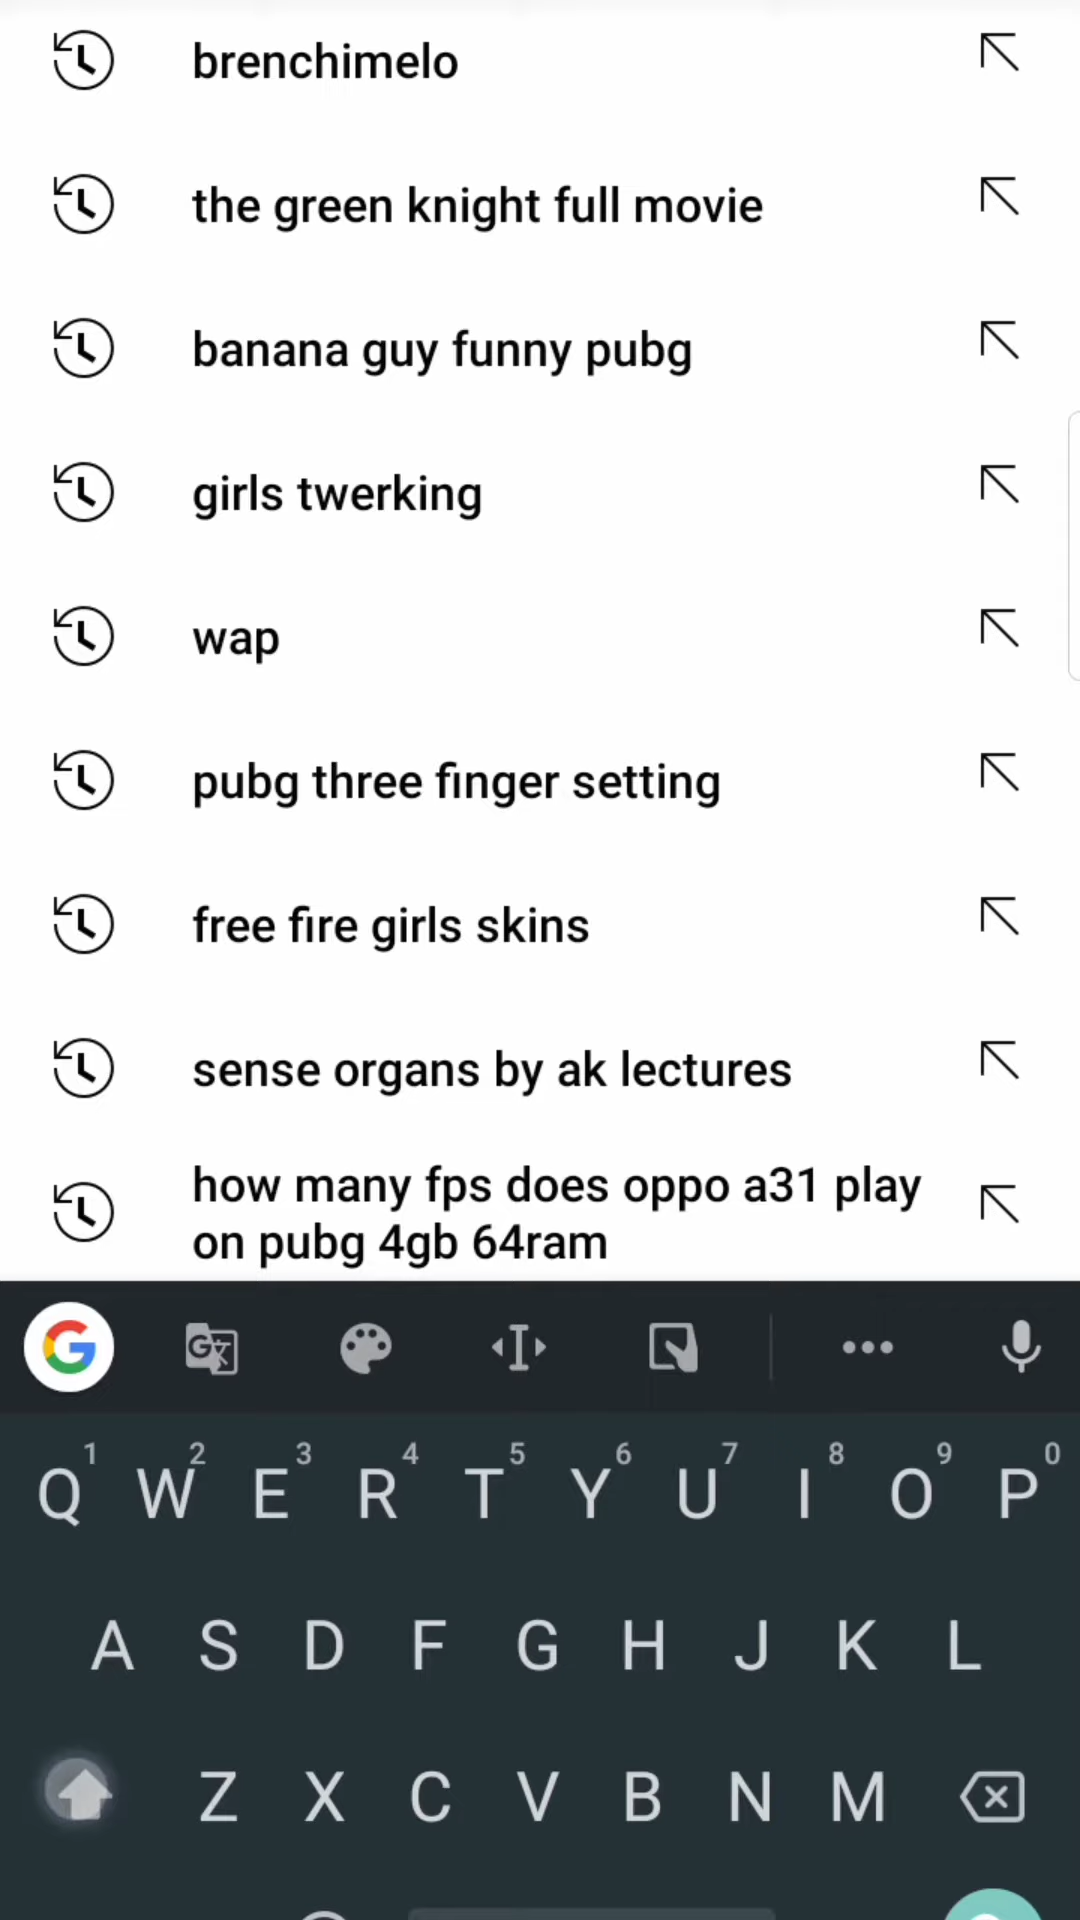 brenchimelo
the green knight full movie
banana guy funny pubg
girls twerking
wap
pubg three finger setting
free fire girls skins
sense organs by ak lectures
how many fps does oppo a31 play
on pubg 4gb 64ram
G
1 2 3 4 5 6 7 8 9 0
Q W E R T Y U I O P
A S D F G H J K L
Z X C V B N M